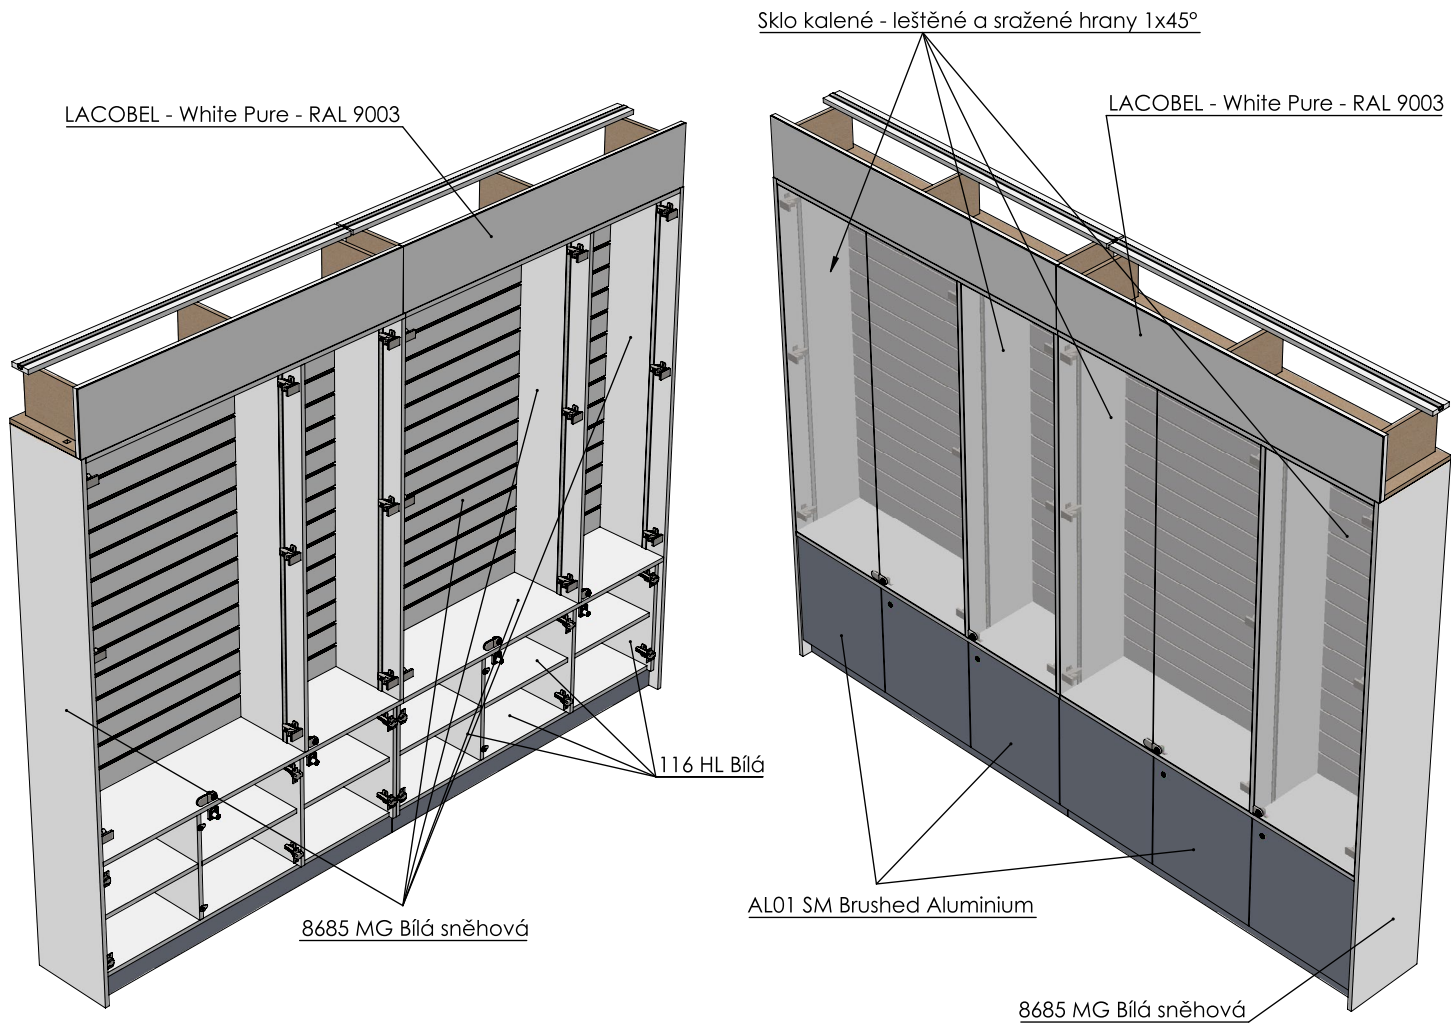 Sklo kalené - leštěné a sražené hrany 1x45°
LACOBEL - White Pure - RAL 9003
LACOBEL - White Pure - RAL 9003
116 HL Bílá
8685 MG Bílá sněhová
AL01 SM Brushed Aluminium
8685 MG Bílá sněhová